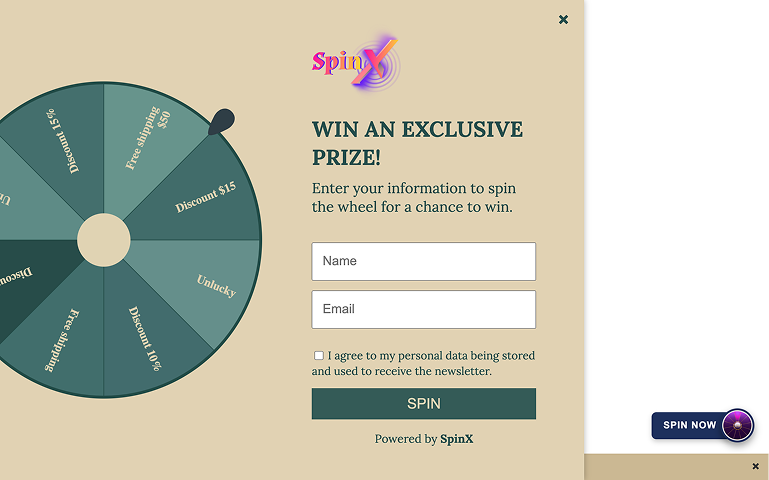 SpinX
WIN AN EXCLUSIVE
PRIZE!
Enter your information to spin
the wheel for a chance to win.
Name
Email
I agree to my personal data being stored
and used to receive the newsletter.
SPIN
Powered by SpinX
Discount 15%
Free shipping
$50
Discount $15
Unlucky
Discount 10%
Free shipping
SPIN NOW